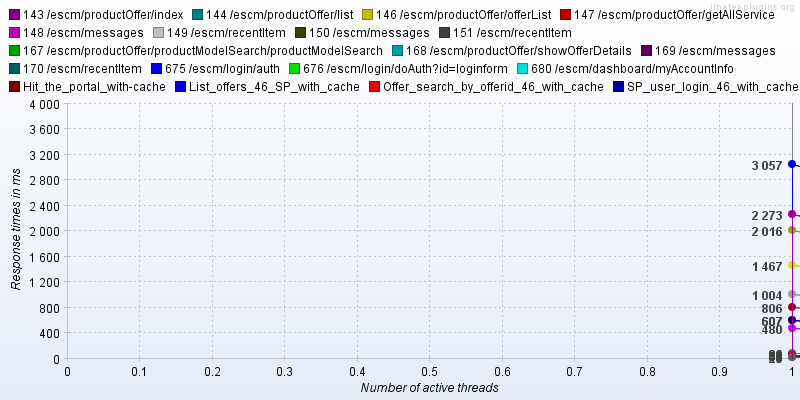 jmeter-plugins.org
143 /escm/productOffer/index 144 /escm/productOffer/list 146 /escm/productOffer/offerList 147 /escm/productOffer/getAllService
148 /escm/messages 149 /escm/recentItem 150 /escm/messages 151 /escm/recentItem
167 /escm/productOffer/productModelSearch/productModelSearch 168 /escm/productOffer/showOfferDetails 169 /escm/messages
170 /escm/recentItem 675 /escm/login/auth 676 /escm/login/doAuth?id=loginform 680 /escm/dashboard/myAccountInfo
Hit_the_portal_with-cache List_offers_46_SP_with_cache Offer_search_by_offerid_46_with_cache SP_user_login_46_with_cache
4 000
3 600
3 200
2 800
2 400
2 000
1 600
1 200
800
400
0
Response times in ms
3 057
2 273
2 016
1 467
1 004
806
607
480
0 0.1 0.2 0.3 0.4 0.5 0.6 0.7 0.8 0.9 1
Number of active threads